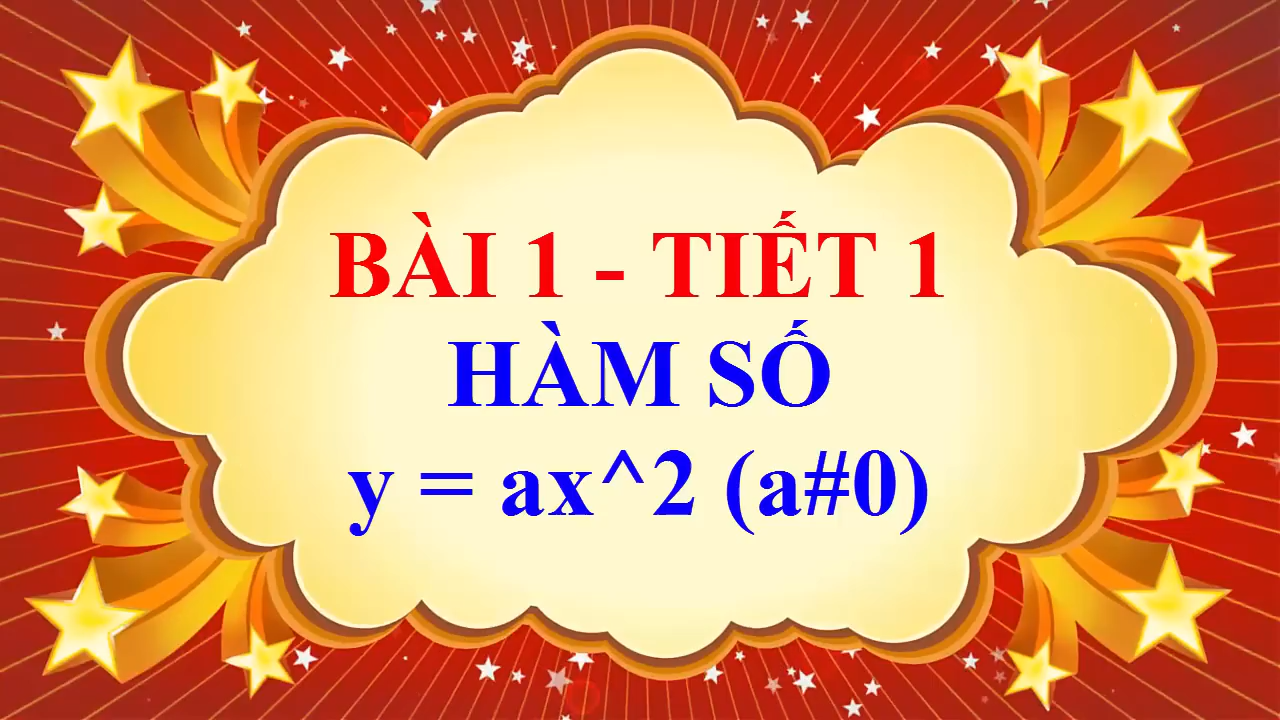 BÀI 1 - TIẾT 1
HÀM SỐ
y = ax^2 (a#0)